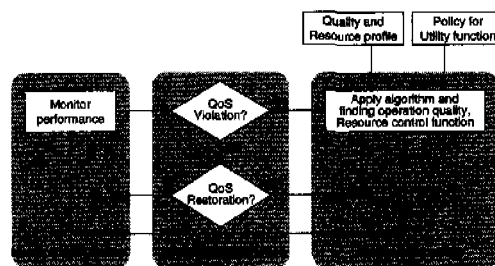 Quality and
Resource profile
Policy for
Utility function
Monitor
performance
QoS
Violation?
Apply algorithm and
finding operation quality,
Resource control function
QoS
Restoration?